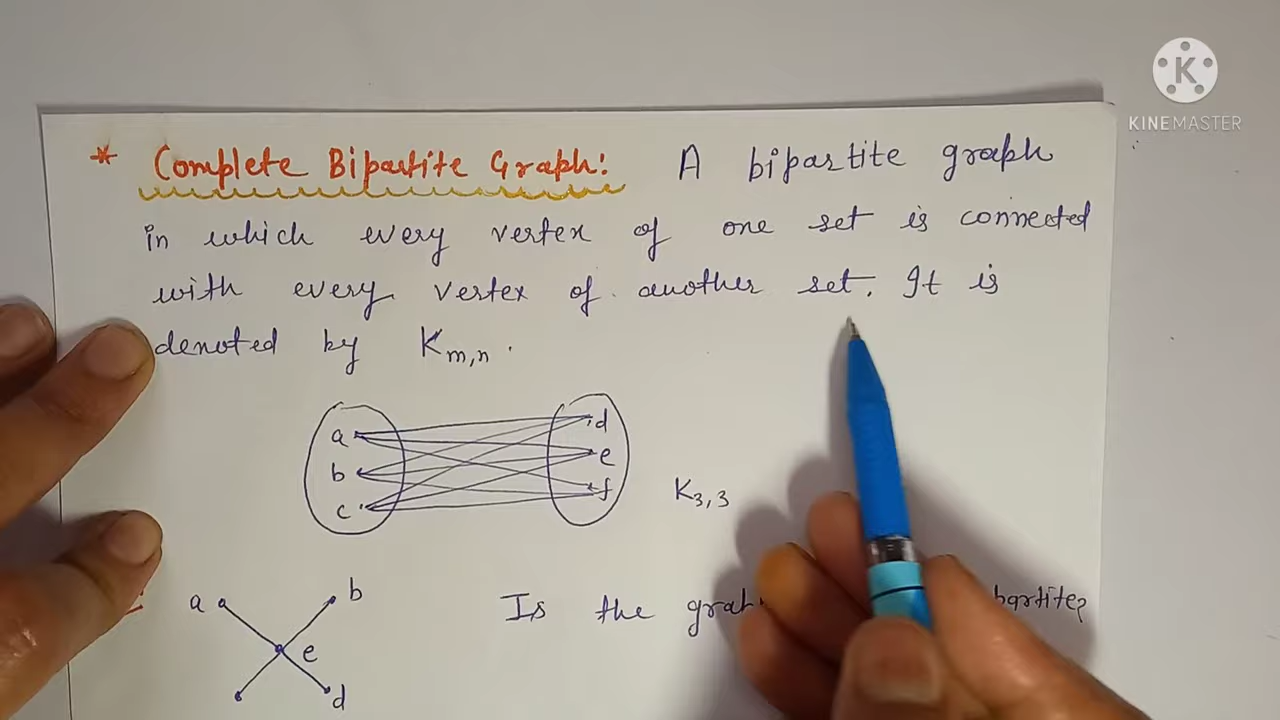 K
KINEMASTER
* Complete Bipartite Graph: A bipartite graph
in which every vertex of one set is connected
with every vertex of another set. It is
denoted by Km,n.
a
b
c
d
e
f
K3,3
a
b
e
d
Is the